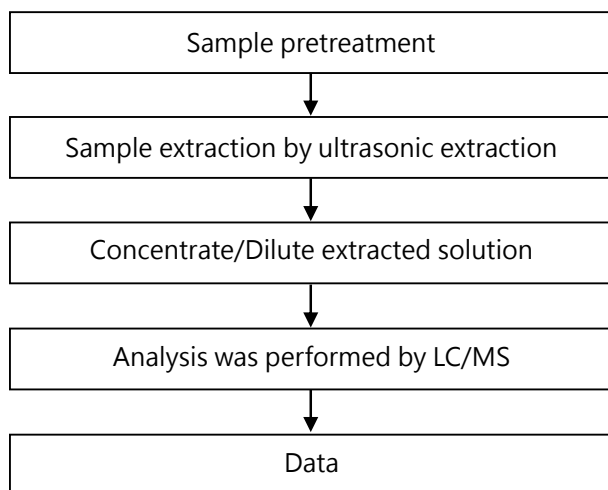 Sample pretreatment
Sample extraction by ultrasonic extraction
Concentrate/Dilute extracted solution
Analysis was performed by LC/MS
Data